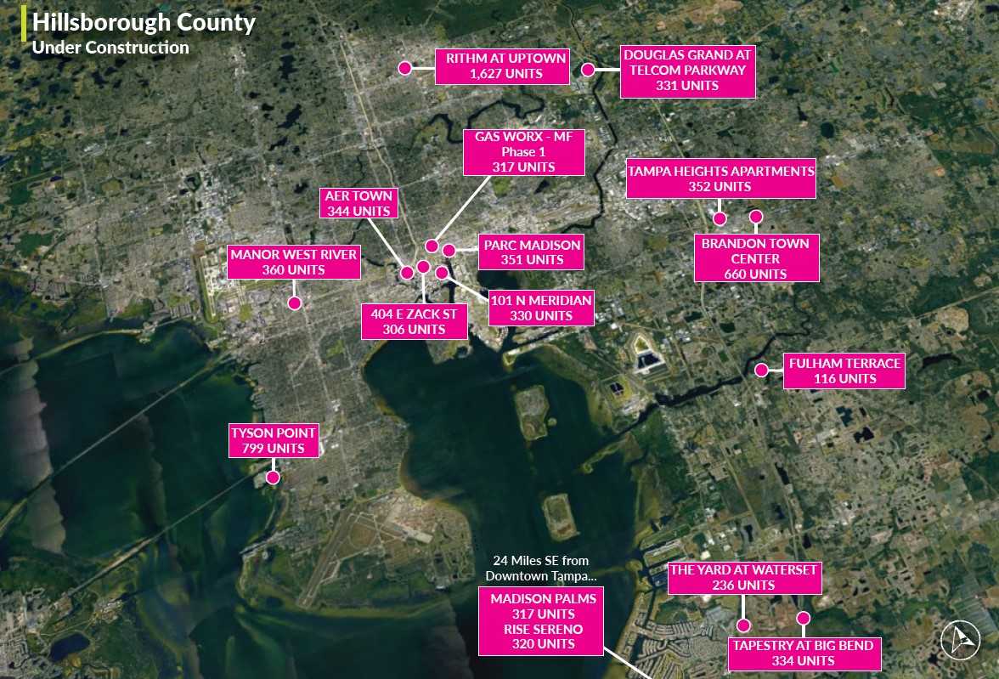 Hillsborough County
Under Construction
RITHM AT UPTOWN
1,627 UNITS
DOUGLAS GRAND AT
TELCOM PARKWAY
331 UNITS
GAS WORX - MF
Phase 1
317 UNITS
TAMPA HEIGHTS APARTMENTS
352 UNITS
AER TOWN
344 UNITS
BRANDON TOWN
CENTER
660 UNITS
PARC MADISON
351 UNITS
MANOR WEST RIVER
360 UNITS
101 N MERIDIAN
330 UNITS
404 E ZACK ST
306 UNITS
FULHAM TERRACE
116 UNITS
TYSON POINT
799 UNITS
24 Miles SE from
Downtown Tampa...
MADISON PALMS
317 UNITS
RISE SERENO
320 UNITS
THE YARD AT WATERSET
236 UNITS
TAPESTRY AT BIG BEND
334 UNITS